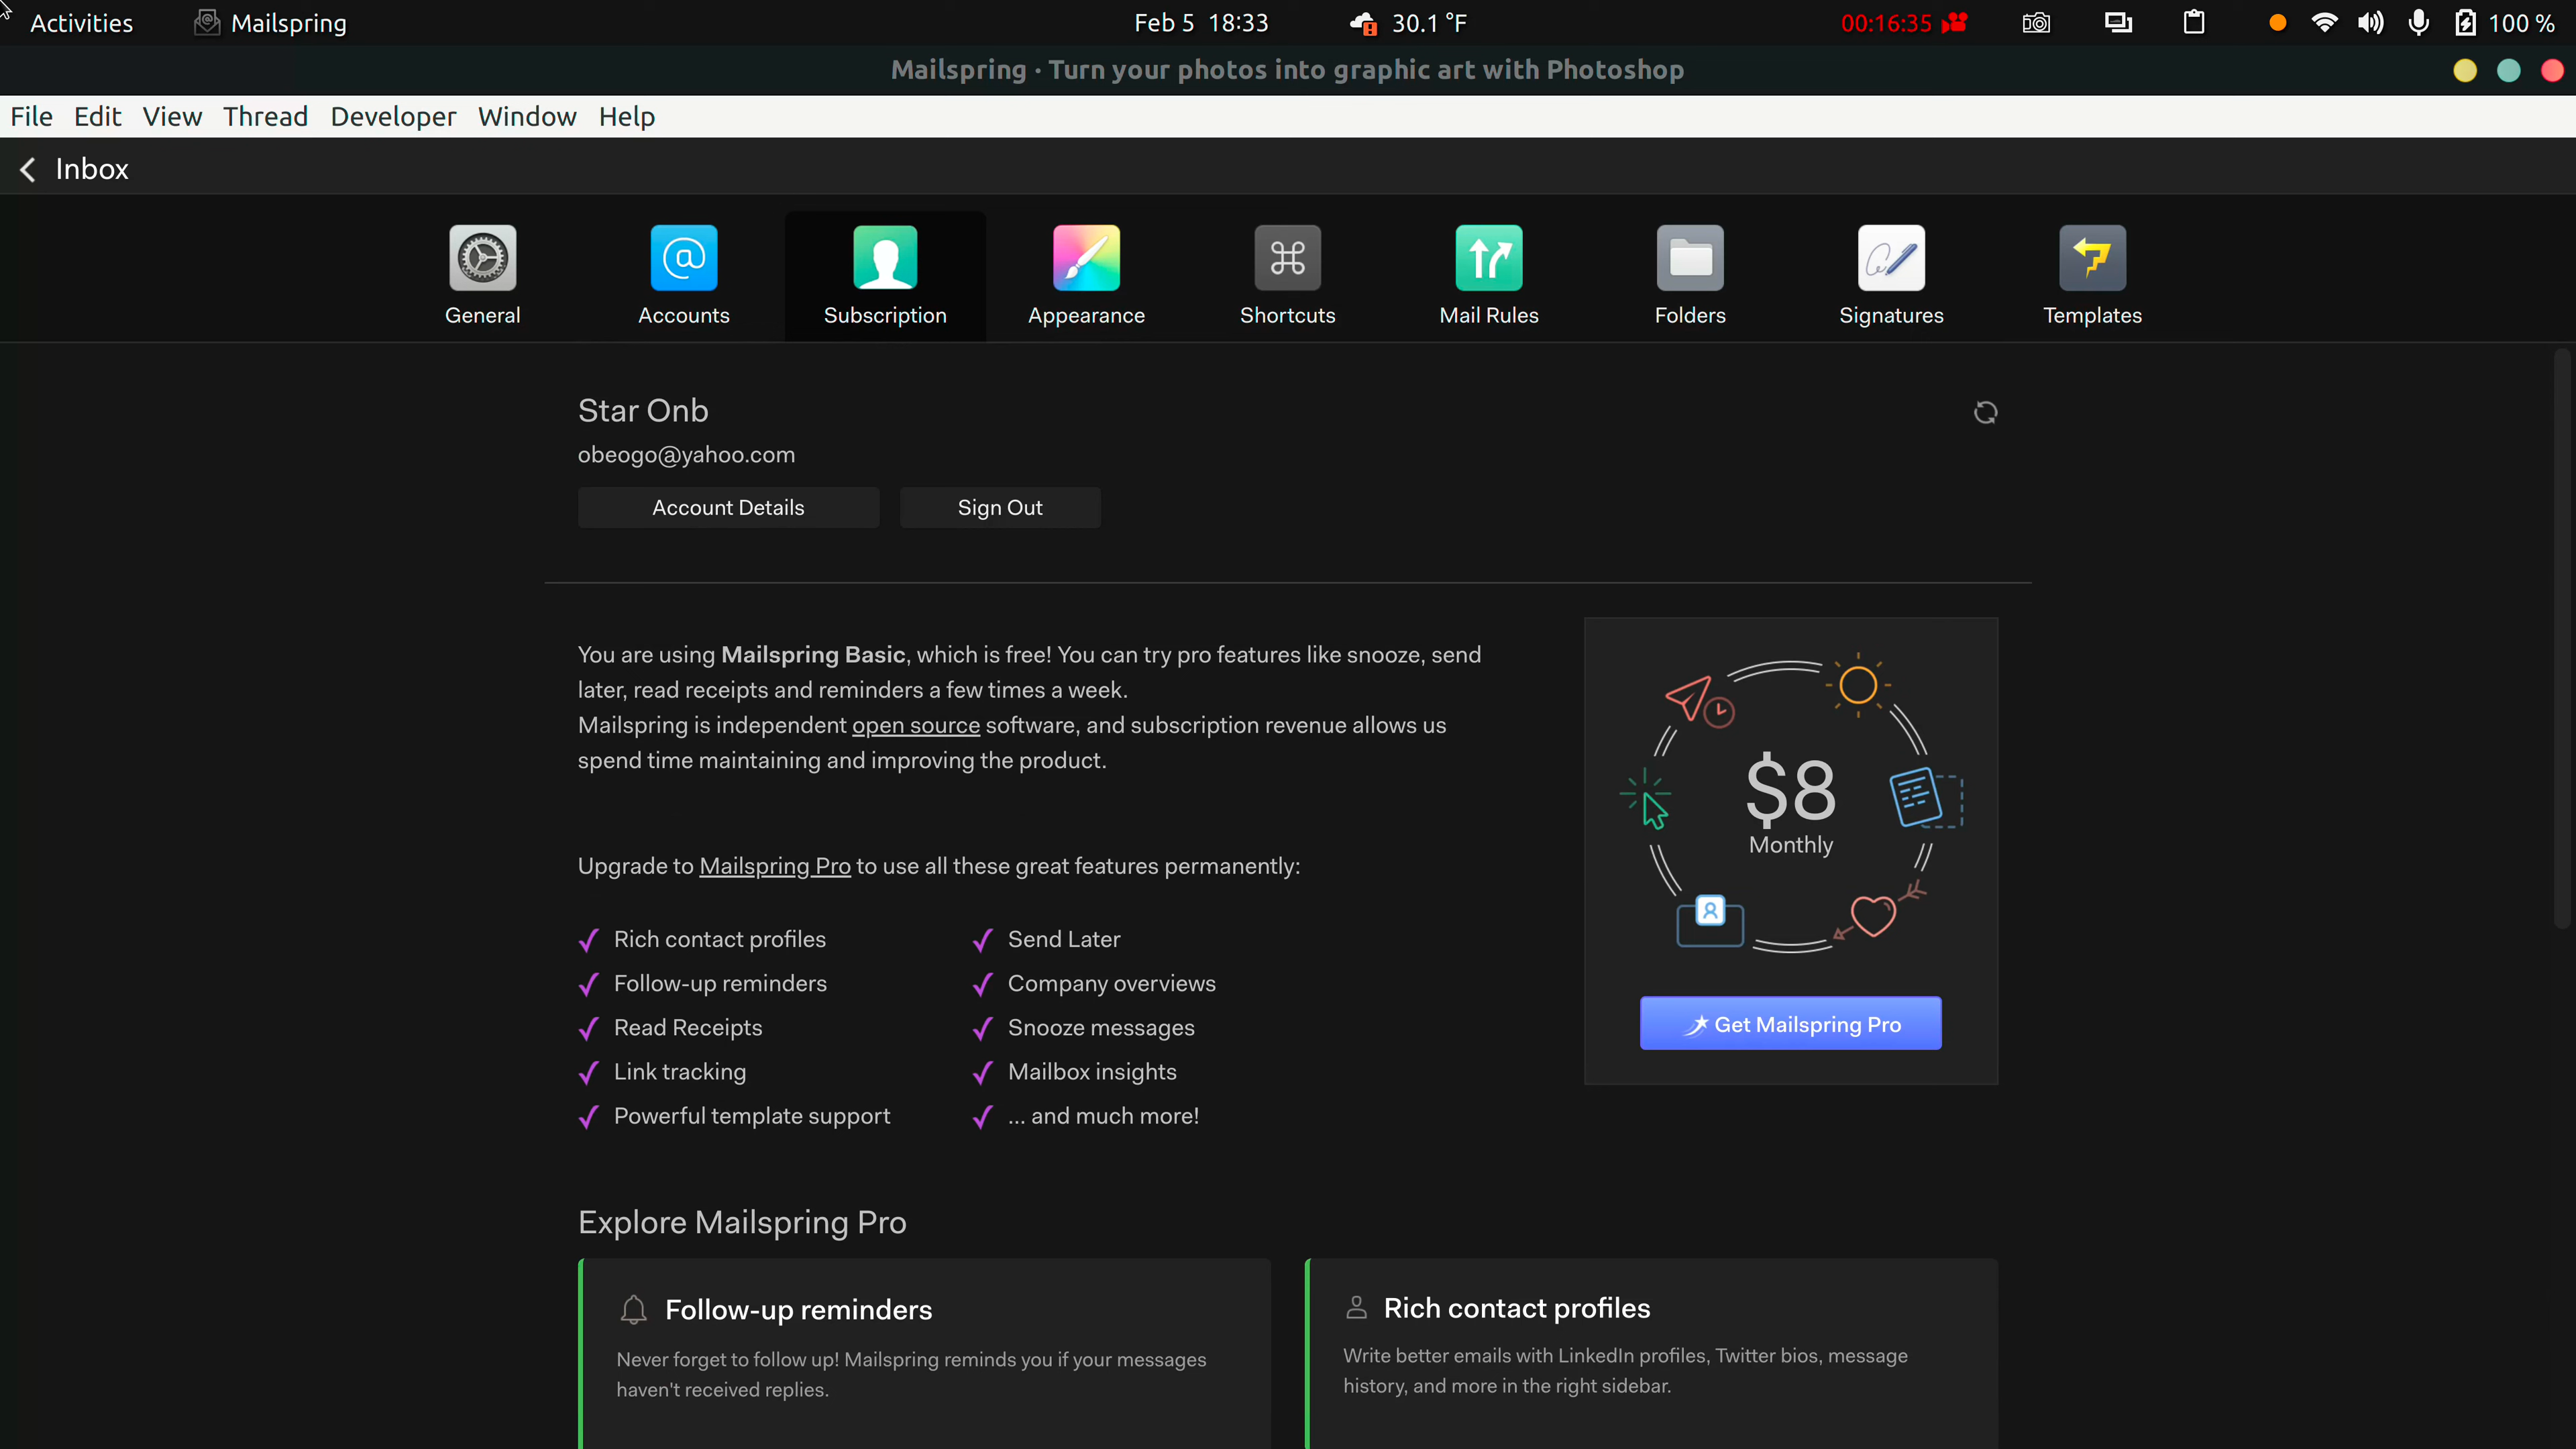 Activities Mailspring Feb 5 18:33 30.1 °F 00:16:35 100 %
Mailspring · Turn your photos into graphic art with Photoshop
File Edit View Thread Developer Window Help
Inbox
General Accounts Subscription Appearance Shortcuts Mail Rules Folders Signatures Templates
Star Onb
obeogo@yahoo.com
Account Details Sign Out
You are using Mailspring Basic, which is free! You can try pro features like snooze, send
later, read receipts and reminders a few times a week.
Mailspring is independent open source software, and subscription revenue allows us
spend time maintaining and improving the product.
$8
Monthly
Get Mailspring Pro
Upgrade to Mailspring Pro to use all these great features permanently:
Rich contact profiles
Follow-up reminders
Read Receipts
Link tracking
Powerful template support
Send Later
Company overviews
Snooze messages
Mailbox insights
... and much more!
Explore Mailspring Pro
Follow-up reminders
Never forget to follow up! Mailspring reminds you if your messages
haven't received replies.
Rich contact profiles
Write better emails with LinkedIn profiles, Twitter bios, message
history, and more in the right sidebar.